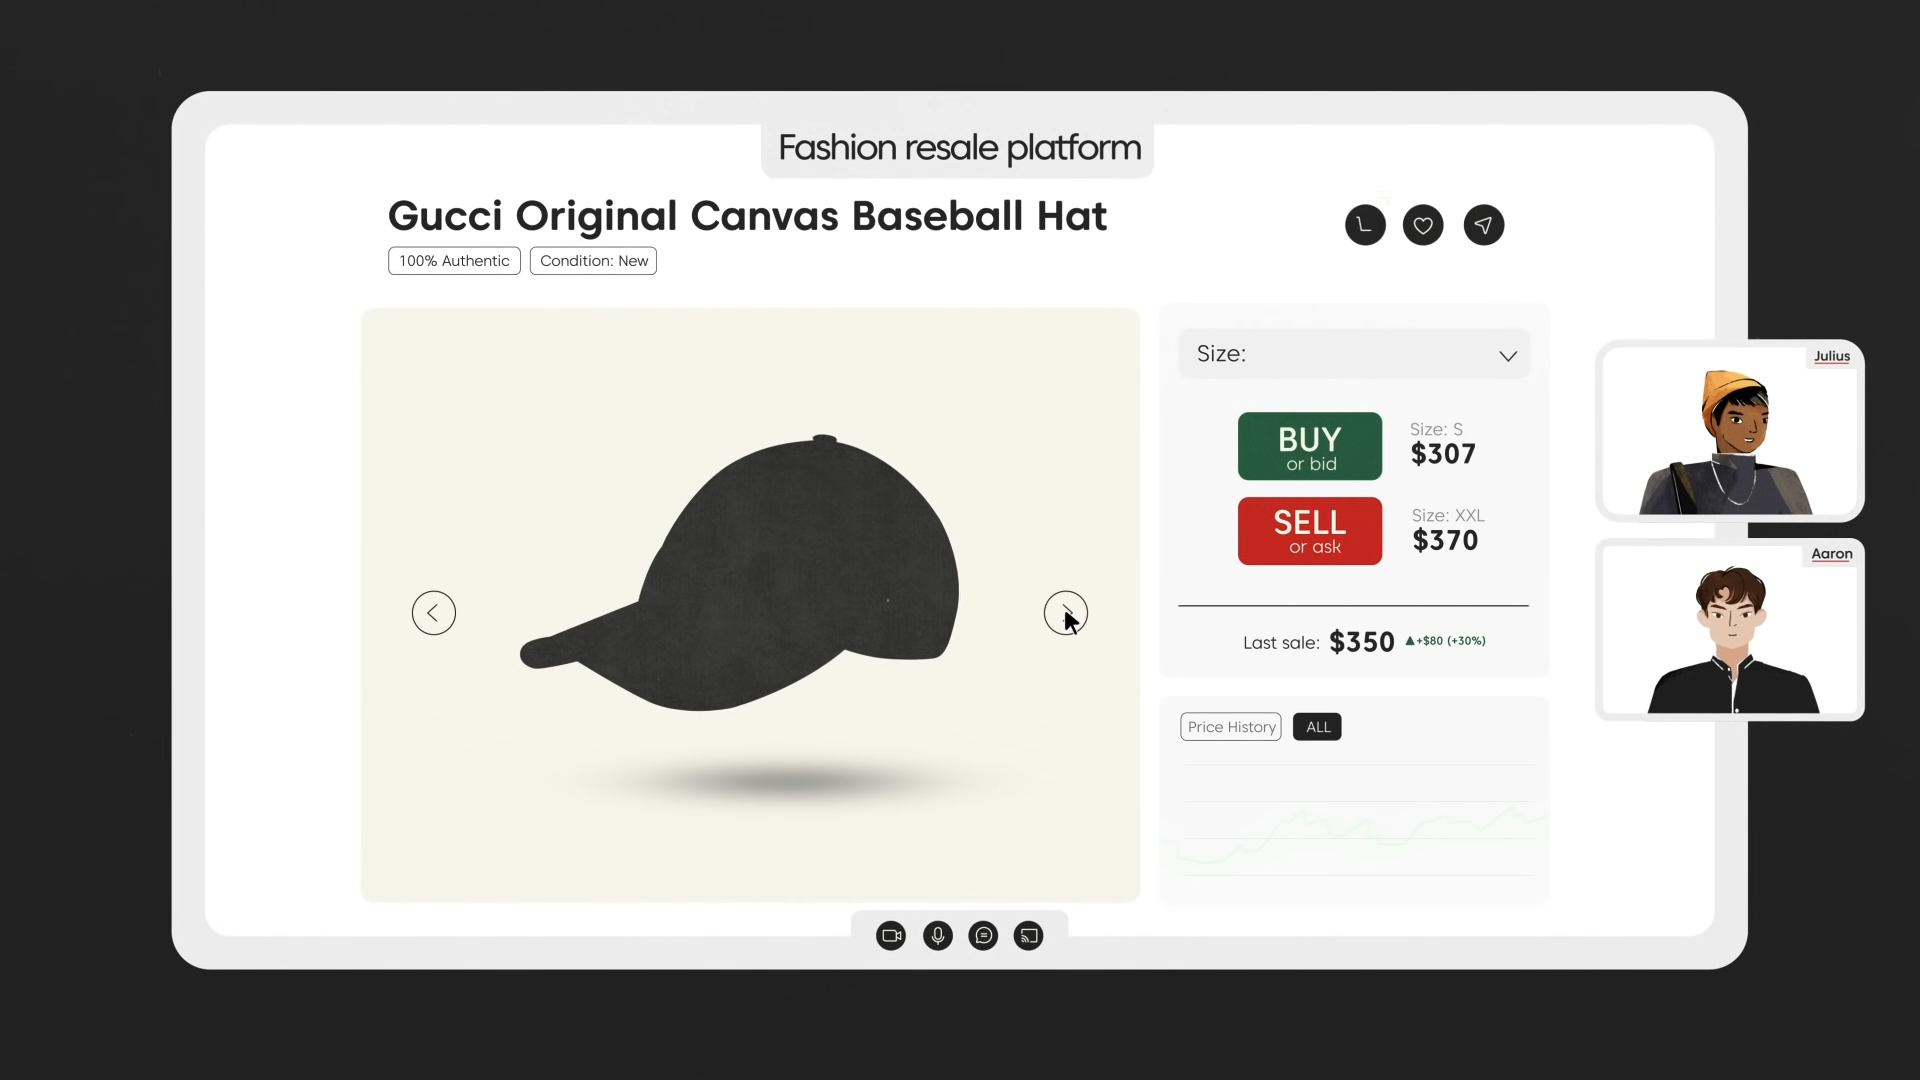 Fashion resale platform
Gucci Original Canvas Baseball Hat
100% Authentic
Condition: New
Size:
BUY
or bid
Size: S
$307
SELL
or ask
Size: XXL
$370
Last sale: $350 ▲+$80 (+30%)
Price History
ALL
Julius
Aaron